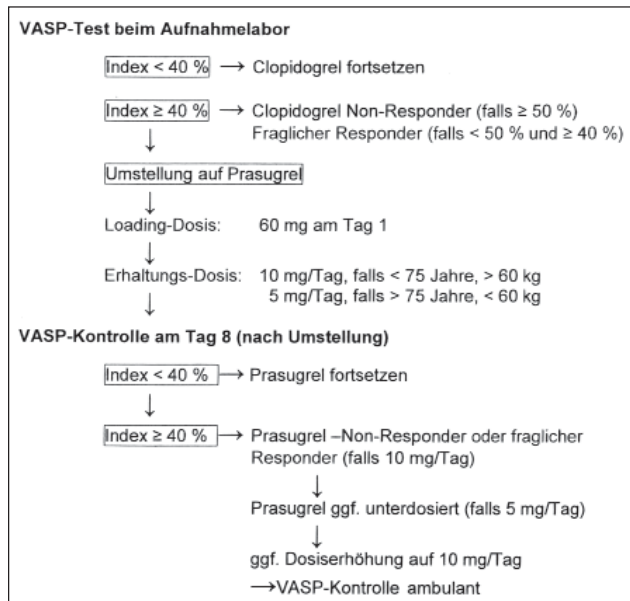 VASP-Test beim Aufnahmelabor
Index < 40 % → Clopidogrel fortsetzen
Index ≥ 40 % → Clopidogrel Non-Responder (falls ≥ 50 %)
Fraglicher Responder (falls < 50 % und ≥ 40 %)
↓
Umstellung auf Prasugrel
↓
Loading-Dosis: 60 mg am Tag 1
↓
Erhaltungs-Dosis: 10 mg/Tag, falls < 75 Jahre, > 60 kg
5 mg/Tag, falls > 75 Jahre, < 60 kg
↓
VASP-Kontrolle am Tag 8 (nach Umstellung)
Index < 40 % → Prasugrel fortsetzen
↓
Index ≥ 40 % → Prasugrel –Non-Responder oder fraglicher
Responder (falls 10 mg/Tag)
↓
Prasugrel ggf. unterdosiert (falls 5 mg/Tag)
↓
ggf. Dosiserhöhung auf 10 mg/Tag
→VASP-Kontrolle ambulant